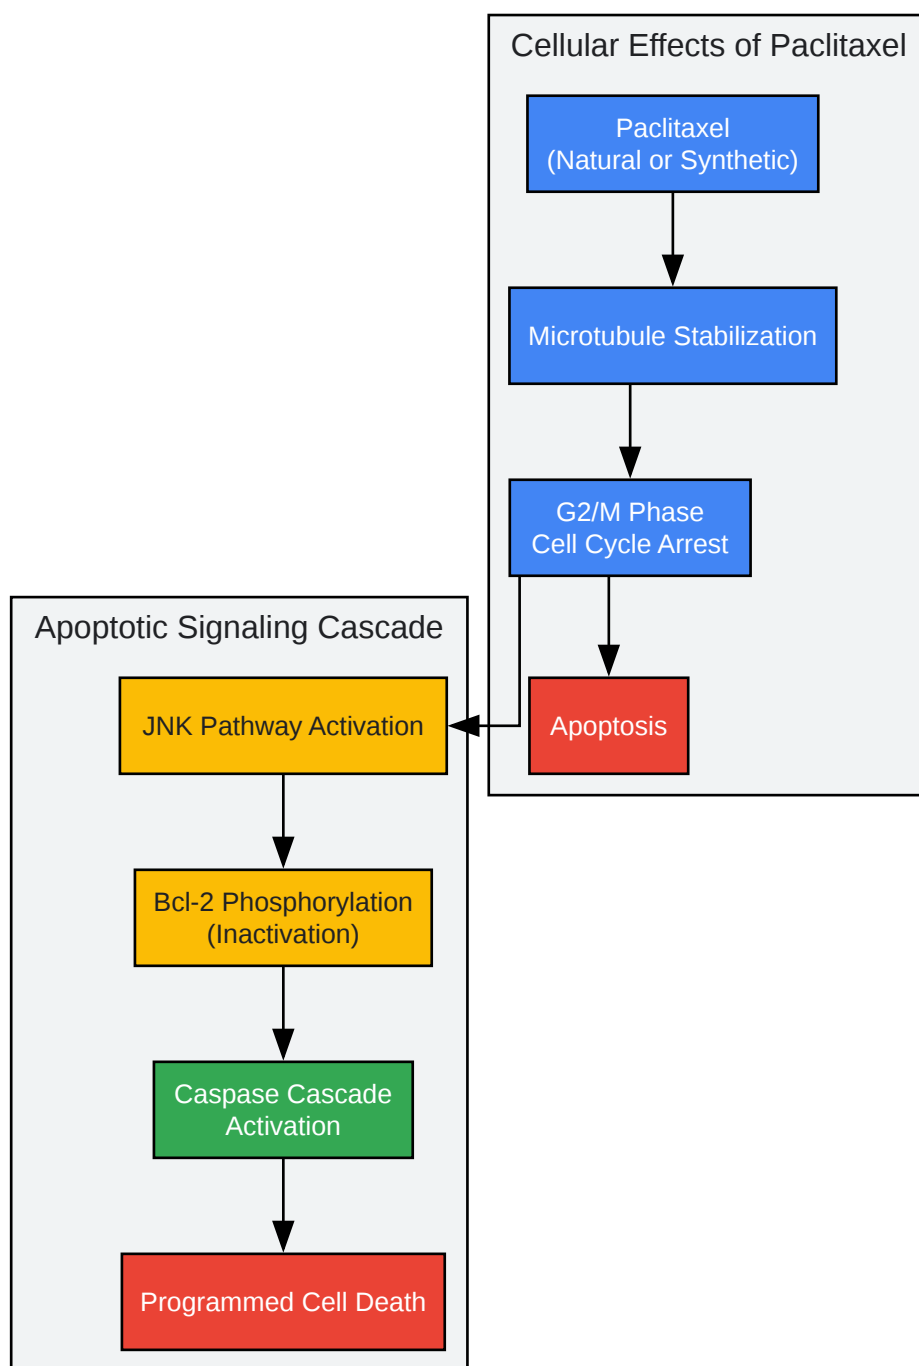 Cellular Effects of Paclitaxel
Paclitaxel
(Natural or Synthetic)
Microtubule Stabilization
G2/M Phase
Cell Cycle Arrest
Apoptosis
Apoptotic Signaling Cascade
JNK Pathway Activation
Bcl-2 Phosphorylation
(Inactivation)
Caspase Cascade
Activation
Programmed Cell Death